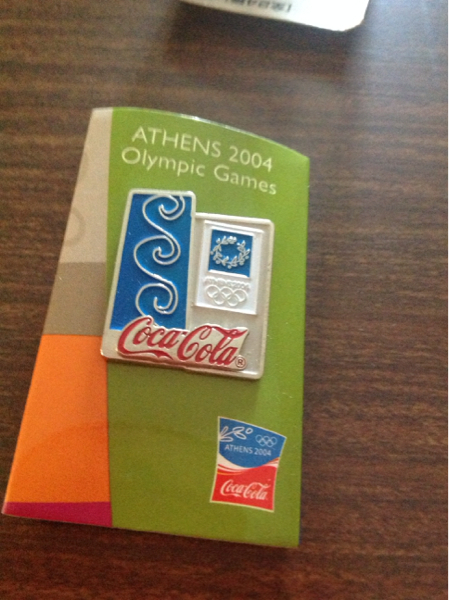 ATHENS 2004
Olympic Games
Coca-Cola®
ATHENS 2004
Coca-Cola